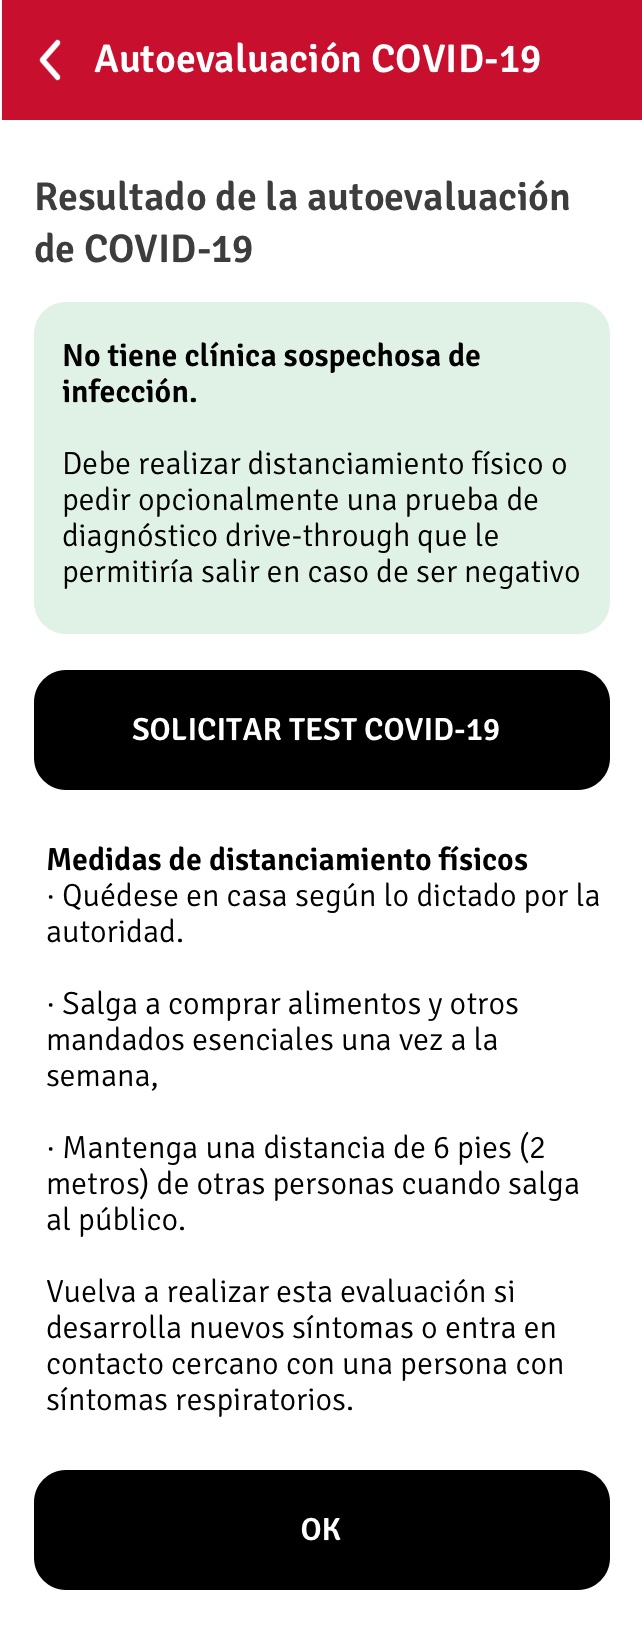 Autoevaluación COVID-19
Resultado de la autoevaluación
de COVID-19
No tiene clínica sospechosa de
infección.
Debe realizar distanciamiento físico o
pedir opcionalmente una prueba de
diagnóstico drive-through que le
permitiría salir en caso de ser negativo
SOLICITAR TEST COVID-19
Medidas de distanciamiento físicos
· Quédese en casa según lo dictado por la
autoridad.
· Salga a comprar alimentos y otros
mandados esenciales una vez a la
semana,
· Mantenga una distancia de 6 pies (2
metros) de otras personas cuando salga
al público.
Vuelva a realizar esta evaluación si
desarrolla nuevos síntomas o entra en
contacto cercano con una persona con
síntomas respiratorios.
OK